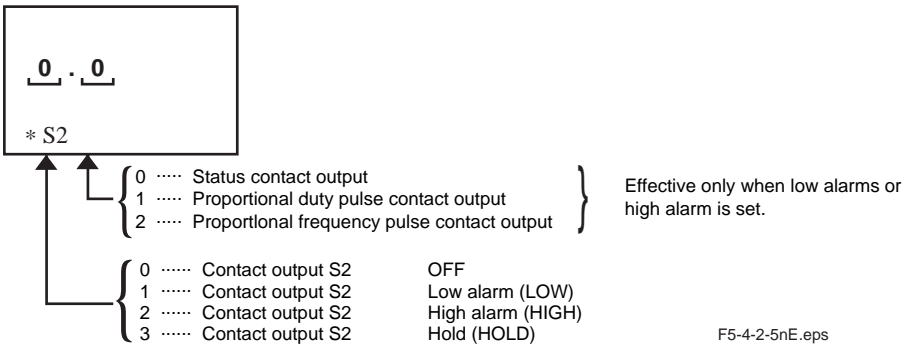 0 . 0
* S2
0 ····· Status contact output
1 ····· Proportional duty pulse contact output
2 ····· Proportlonal frequency pulse contact output
Effective only when low alarms or
high alarm is set.
0 ······ Contact output S2 OFF
1 ······ Contact output S2 Low alarm (LOW)
2 ······ Contact output S2 High alarm (HIGH)
3 ······ Contact output S2 Hold (HOLD)
F5-4-2-5nE.eps